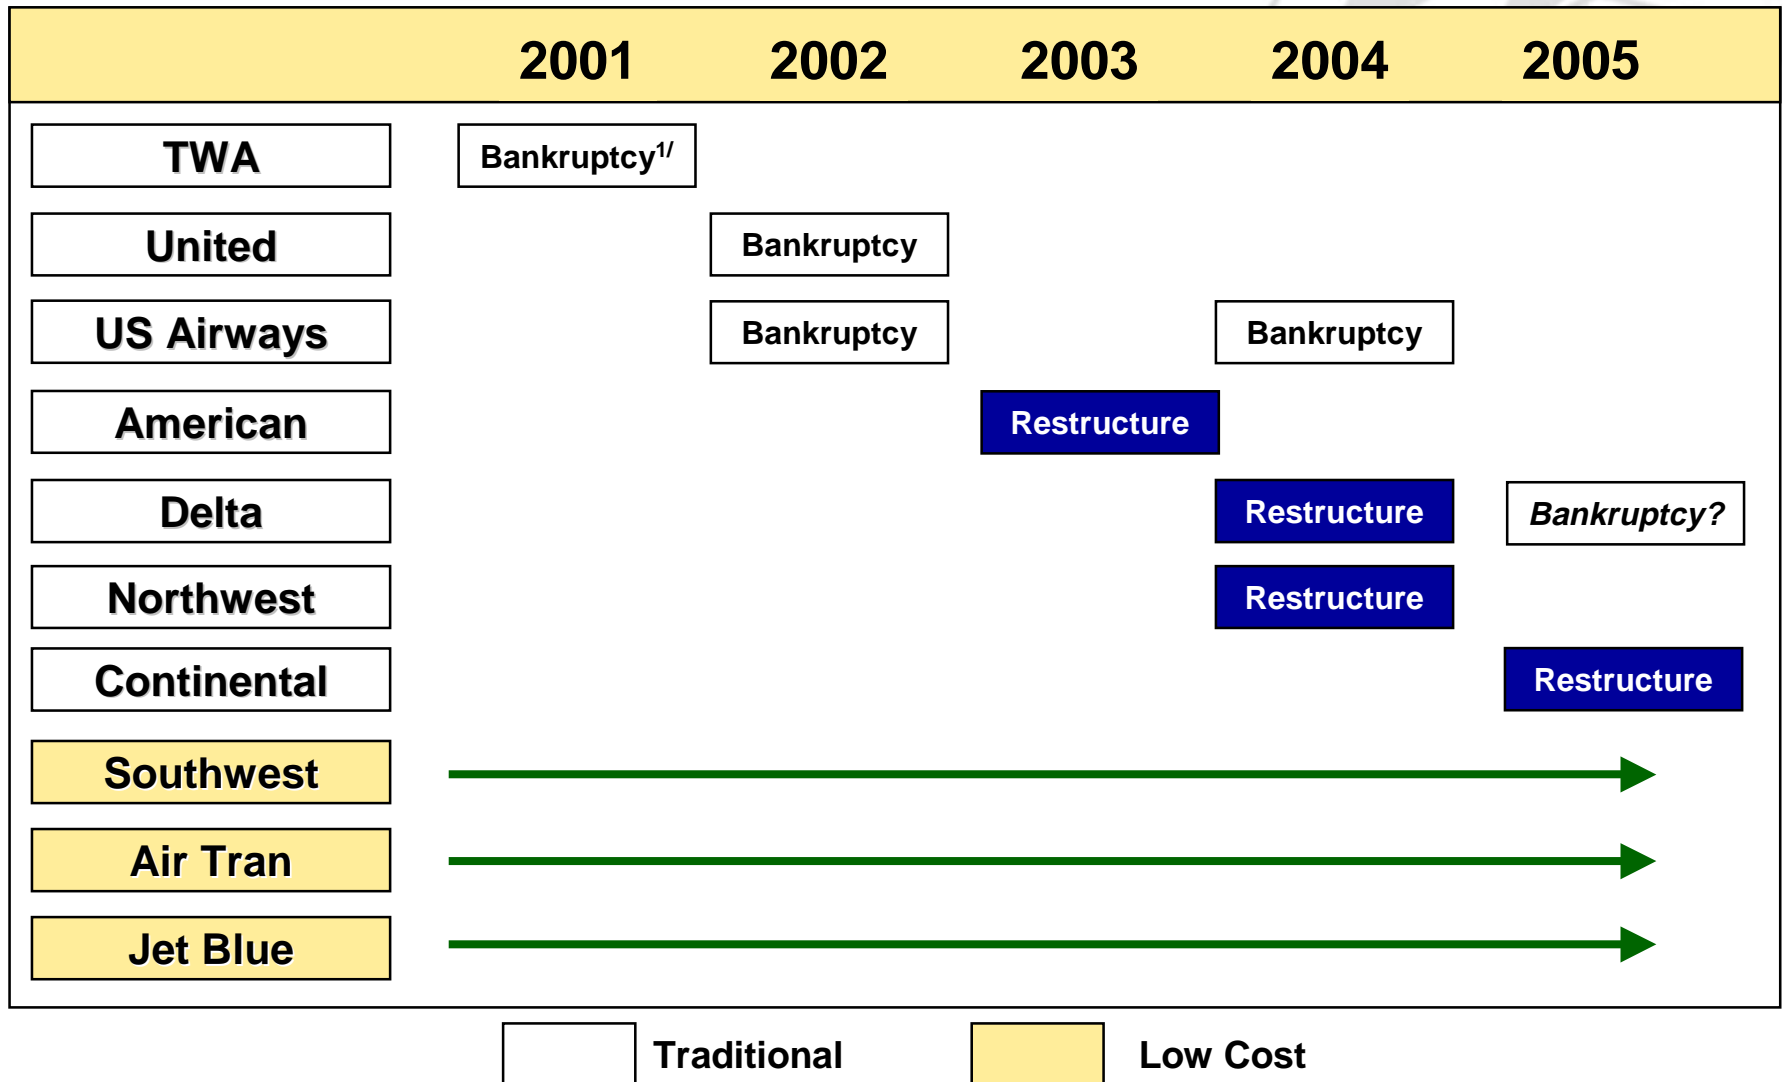 2001 2002 2003 2004 2005
TWA Bankruptcy1/
United Bankruptcy
US Airways Bankruptcy Bankruptcy
American Restructure
Delta Restructure Bankruptcy?
Northwest Restructure
Continental Restructure
Southwest
Air Tran
Jet Blue
Traditional Low Cost